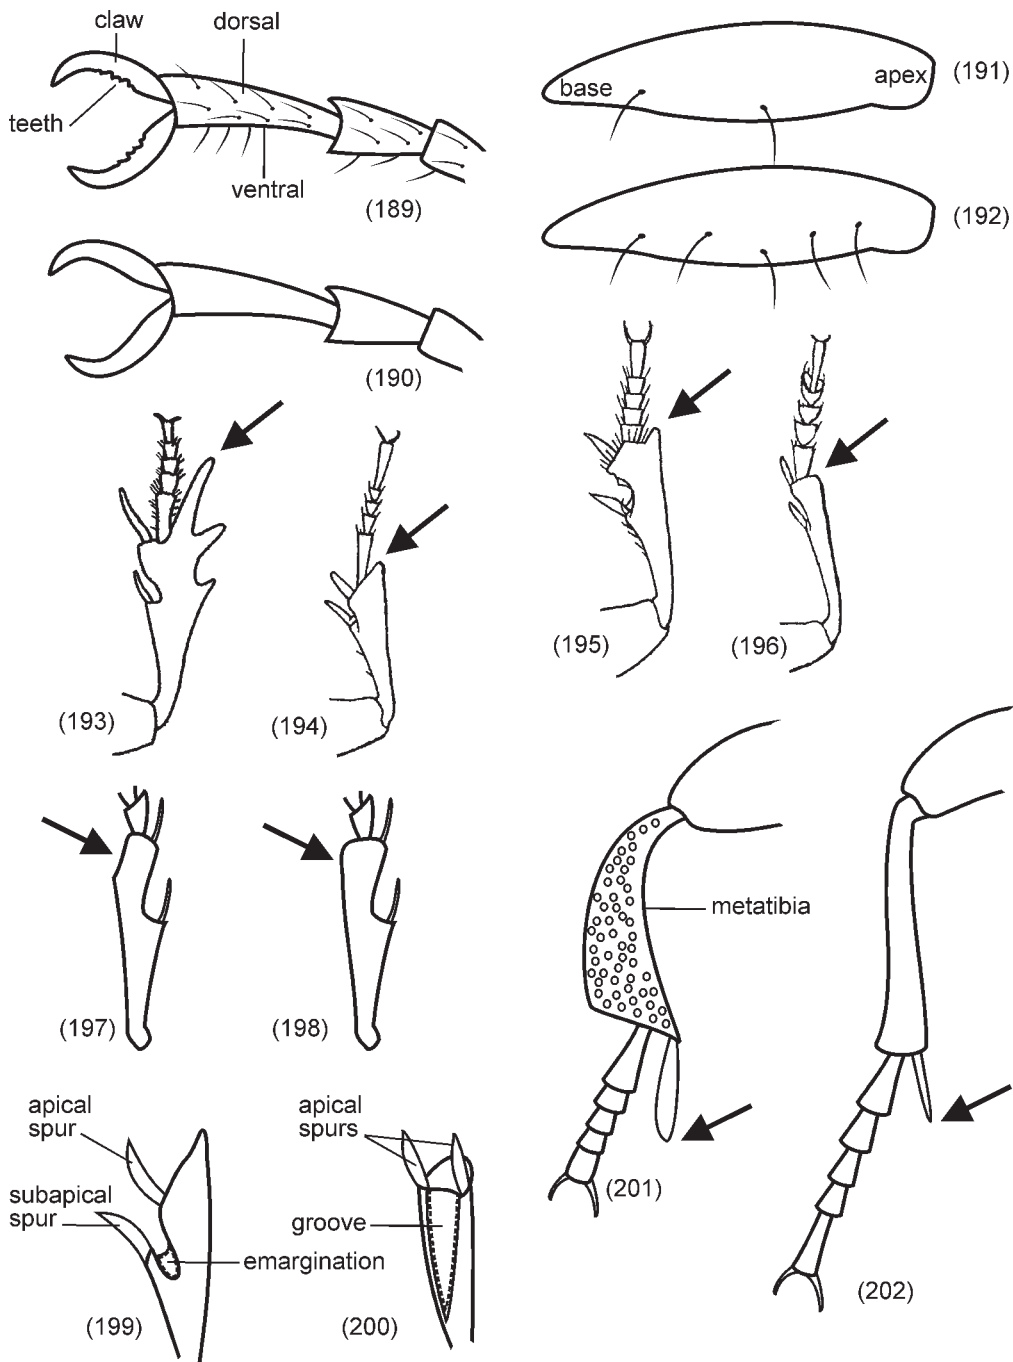 claw
dorsal
teeth
ventral
(189)
base
apex
(191)
(192)
(190)
(193)
(194)
(195)
(196)
(197)
(198)
metatibia
apical
spur
subapical
spur
emargination
(199)
apical
spurs
groove
(200)
(201)
(202)